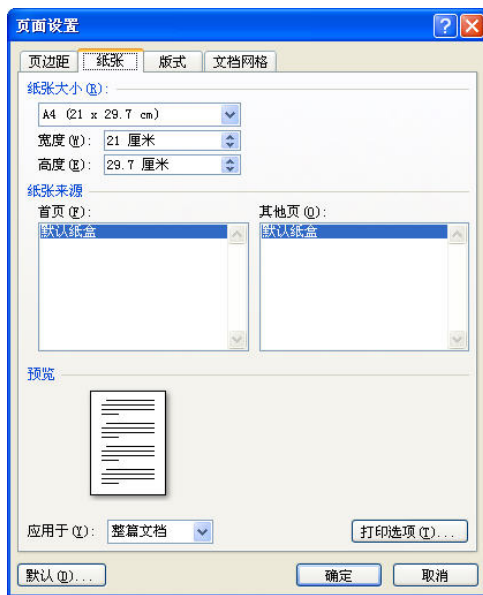 页面设置
页边距 纸张 版式 文档网格
纸张大小(R):
A4 (21 x 29.7 cm)
宽度(W): 21 厘米
高度(E): 29.7 厘米
纸张来源
首页(F): 其他页(O):
默认纸盒 默认纸盒
预览
应用于(Y): 整篇文档 打印选项(T)...
默认(D)... 确定 取消